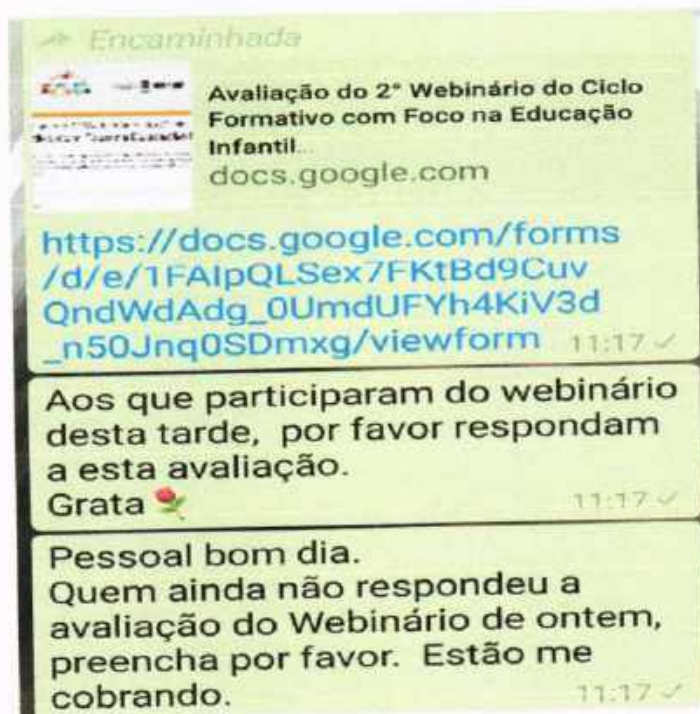 Encaminhada
Avaliação do 2° Webinário do Ciclo
Formativo com Foco na Educação
Infantil...
docs.google.com
https://docs.google.com/forms
/d/e/1FAIpQLSex7FKtBd9Cuv
QndWdAdg_0UmdUFYh4KiV3d
_n50Jnq0SDmxg/viewform 11:17
Aos que participaram do webinário
desta tarde, por favor respondam
a esta avaliação.
Grata🌹 11:17
Pessoal bom dia.
Quem ainda não respondeu a
avaliação do Webinário de ontem,
preencha por favor. Estão me
cobrando. 11:17